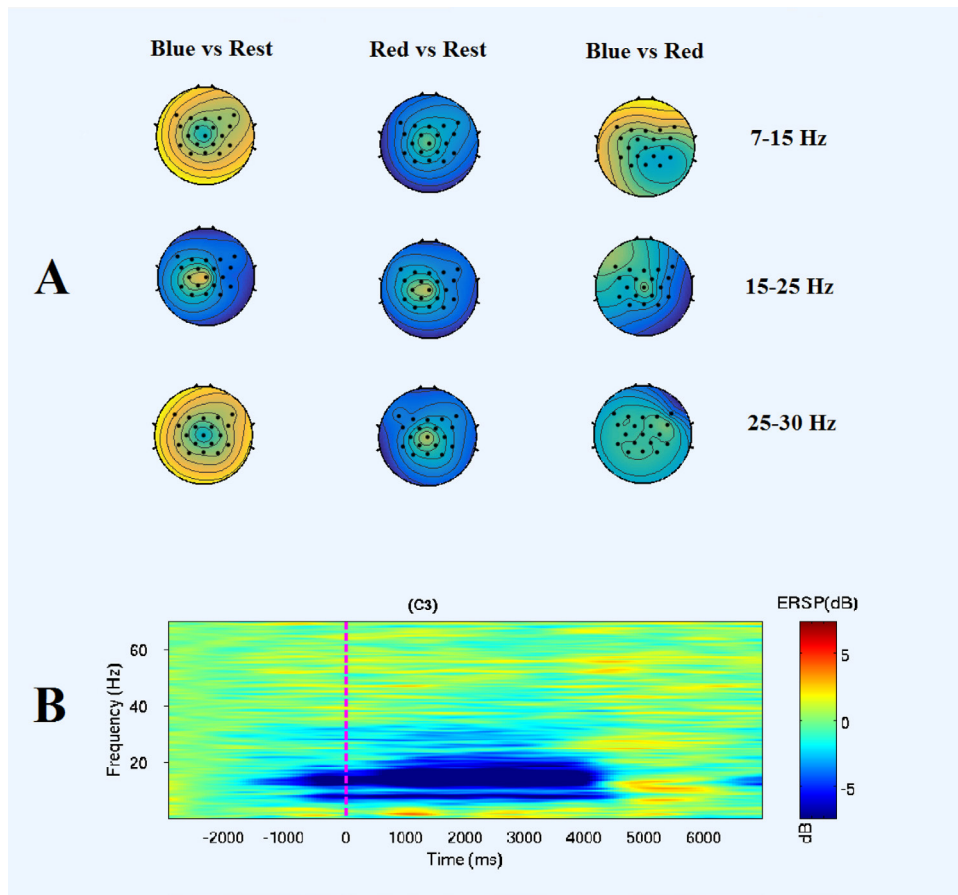 Blue vs Rest Red vs Rest Blue vs Red
7-15 Hz
A
15-25 Hz
25-30 Hz
(C3)
ERSP(dB)
B
Frequency (Hz)
60
40
20
5
0
-5
dB
-2000 -1000 0 1000 2000 3000 4000 5000 6000
Time (ms)